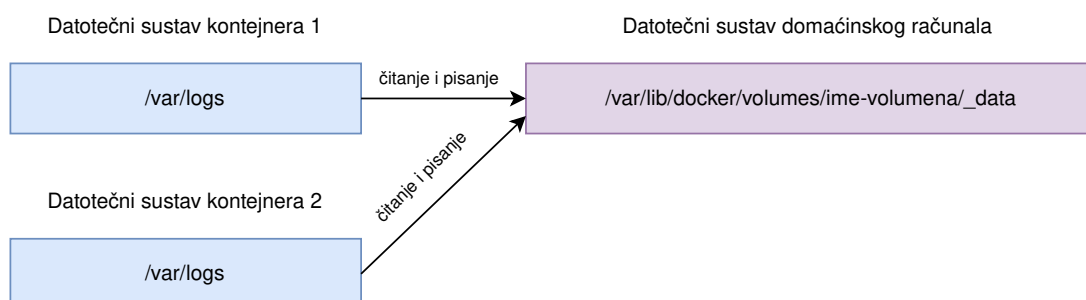 Datotečni sustav kontejnera 1
Datotečni sustav domaćinskog računala
/var/logs
čitanje i pisanje
/var/lib/docker/volumes/ime-volumena/_data
čitanje i pisanje
Datotečni sustav kontejnera 2
/var/logs